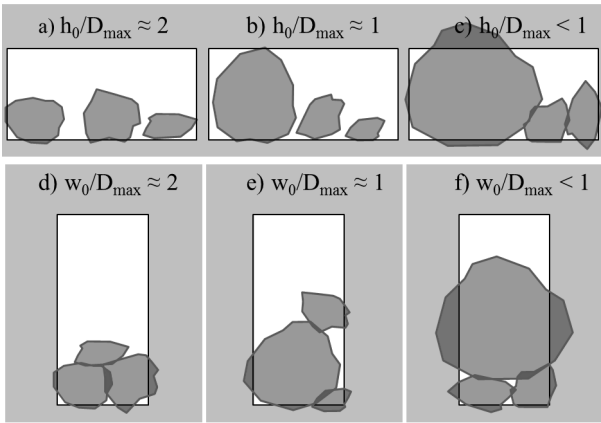 a) h₀/Dₘₐₓ ≈ 2
b) h₀/Dₘₐₓ ≈ 1
c) h₀/Dₘₐₓ < 1
d) w₀/Dₘₐₓ ≈ 2
e) w₀/Dₘₐₓ ≈ 1
f) w₀/Dₘₐₓ < 1